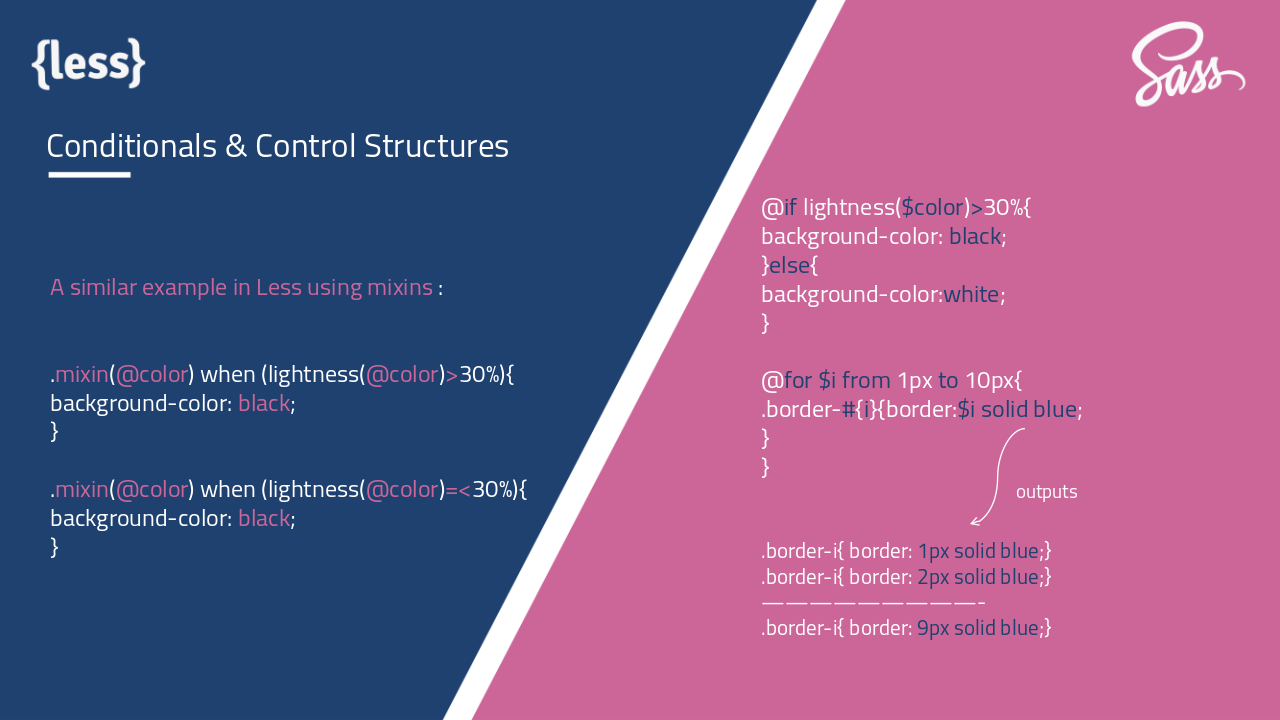 {less}
Sass
Conditionals & Control Structures
A similar example in Less using mixins :
.mixin(@color) when (lightness(@color)>30%){
background-color: black;
}
.mixin(@color) when (lightness(@color)=<30%){
background-color: black;
}
@if lightness($color)>30%{
background-color: black;
}else{
background-color:white;
}
@for $i from 1px to 10px{
.border-#{i}{border:$i solid blue;
}
}
outputs
.border-i{ border: 1px solid blue;}
.border-i{ border: 2px solid blue;}
—————————-
.border-i{ border: 9px solid blue;}